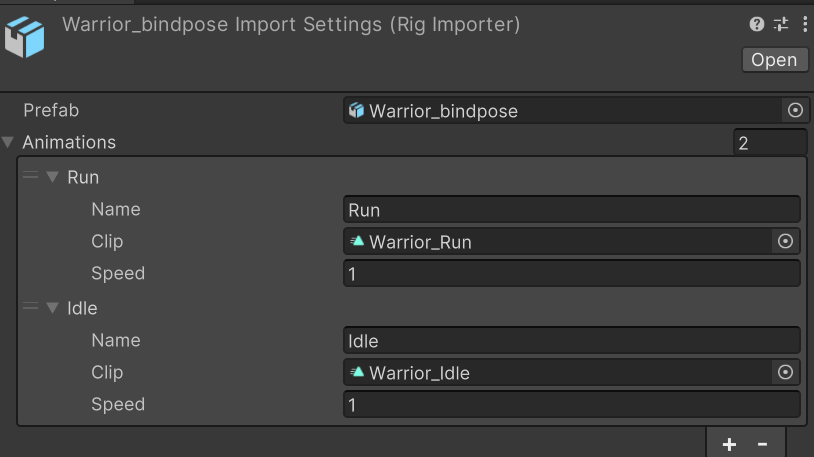 Warrior_bindpose Import Settings (Rig Importer)
Open
Prefab Warrior_bindpose
Animations 2
Run
Name Run
Clip Warrior_Run
Speed 1
Idle
Name Idle
Clip Warrior_Idle
Speed 1
+ -